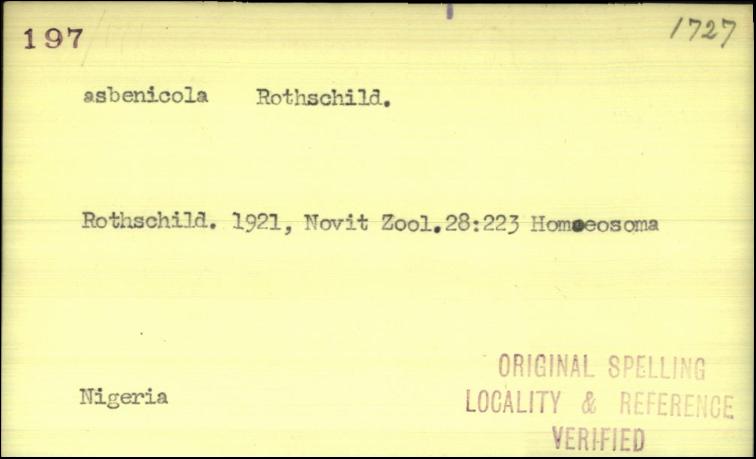 197
1727
asbenicola Rothschild.
Rothschild. 1921, Novit Zool.28:223 Homoeosoma
Nigeria
ORIGINAL SPELLING
LOCALITY & REFERENCE
VERIFIED